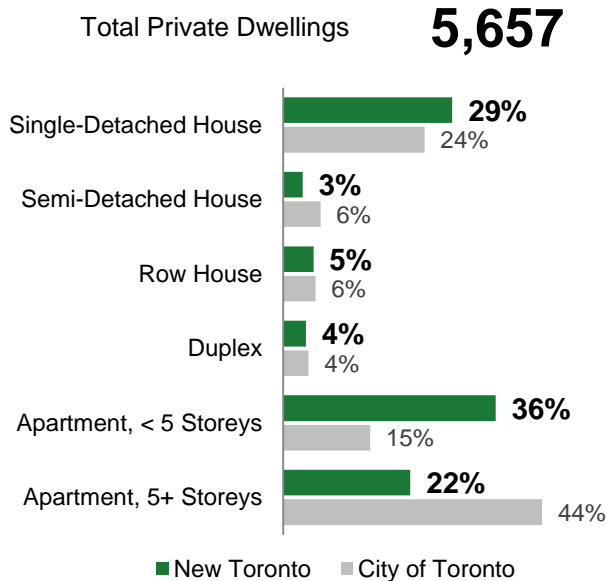 Total Private Dwellings 5,657
Single-Detached House 29%
24%
Semi-Detached House 3%
6%
Row House 5%
6%
Duplex 4%
4%
Apartment, < 5 Storeys 36%
15%
Apartment, 5+ Storeys 22%
44%
New Toronto City of Toronto